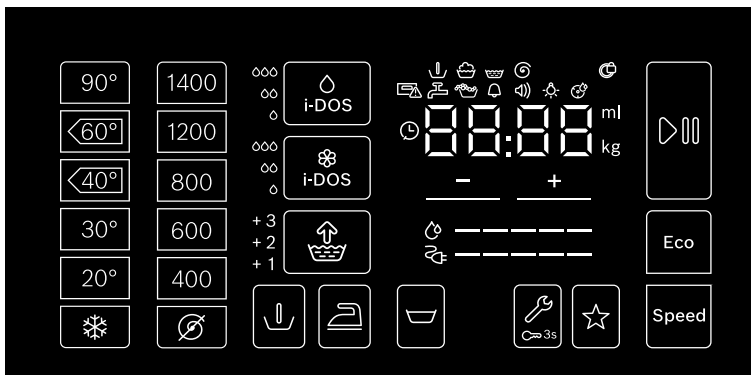 90°
60°
40°
30°
20°
1400
1200
800
600
400
i-DOS
i-DOS
+ 3
+ 2
+ 1
88:88
ml
kg
− +
3s
Eco
Speed